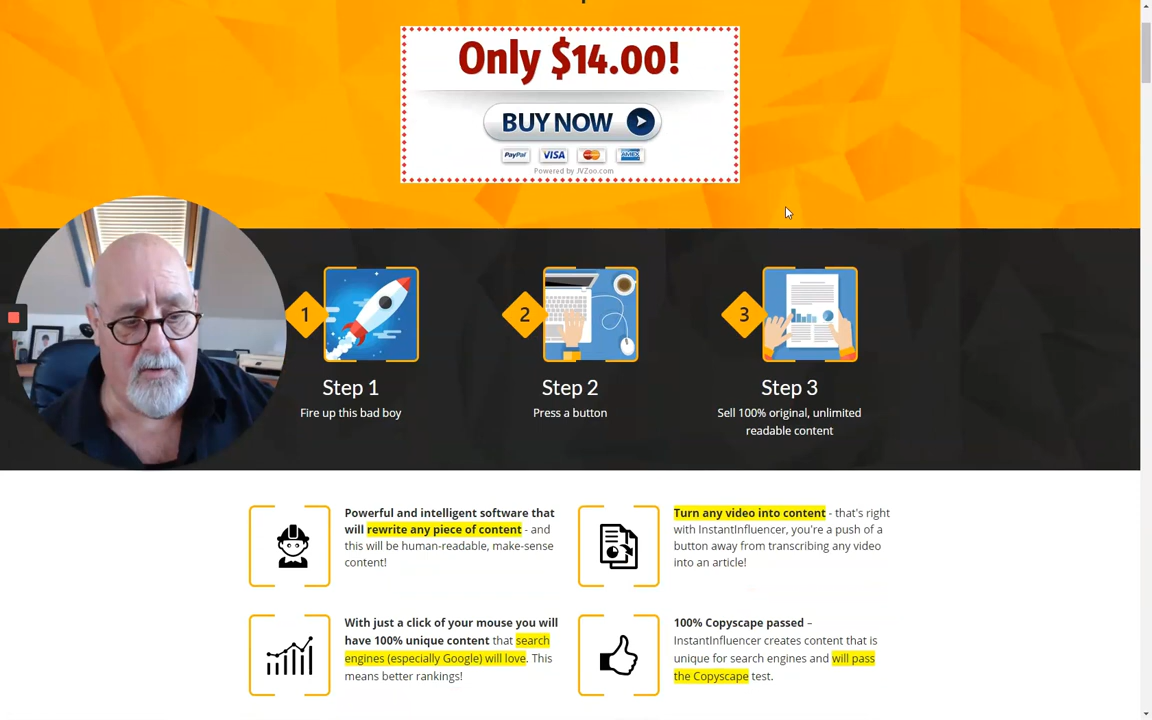 Only $14.00!
BUY NOW
PayPal VISA MasterCard AMEX
Powered by JVZoo.com
1
2
3
Step 1
Step 2
Step 3
Fire up this bad boy
Press a button
Sell 100% original, unlimited
readable content
Powerful and intelligent software that
will rewrite any piece of content - and
this will be human-readable, make-sense
content!
Turn any video into content - that's right
with InstantInfluencer, you're a push of a
button away from transcribing any video
into an article!
With just a click of your mouse you will
have 100% unique content that search
engines (especially Google) will love. This
means better rankings!
100% Copyscape passed –
InstantInfluencer creates content that is
unique for search engines and will pass
the Copyscape test.